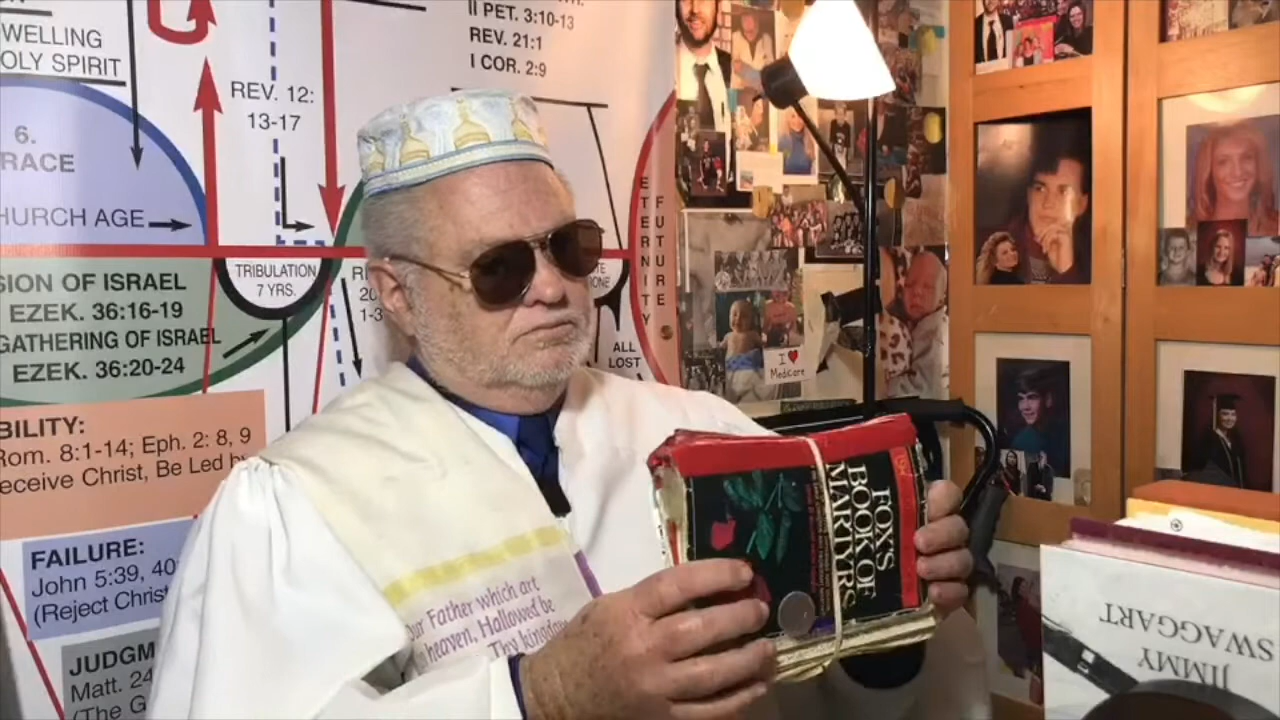 WELLING
OLY SPIRIT
II PET. 3:10-13
REV. 21:1
I COR. 2:9
REV. 12:
13-17
6.
RACE
HURCH AGE
ETERNITY
FUTURE
TRIBULATION
7 YRS.
SION OF ISRAEL
EZEK. 36:16-19
GATHERING OF ISRAEL
EZEK. 36:20-24
ALL
LOST
I ♥
Medicare
BILITY:
Rom. 8:1-14; Eph. 2: 8, 9
eceive Christ, Be Led b
FAILURE:
John 5:39, 40
(Reject Christ
JUDGM
Matt. 24
(The G
our Father which art
heaven, Hallowed be
Thy kingdom
FOX'S
BOOK OF
MARTYRS
JIMMY
SWAGGART